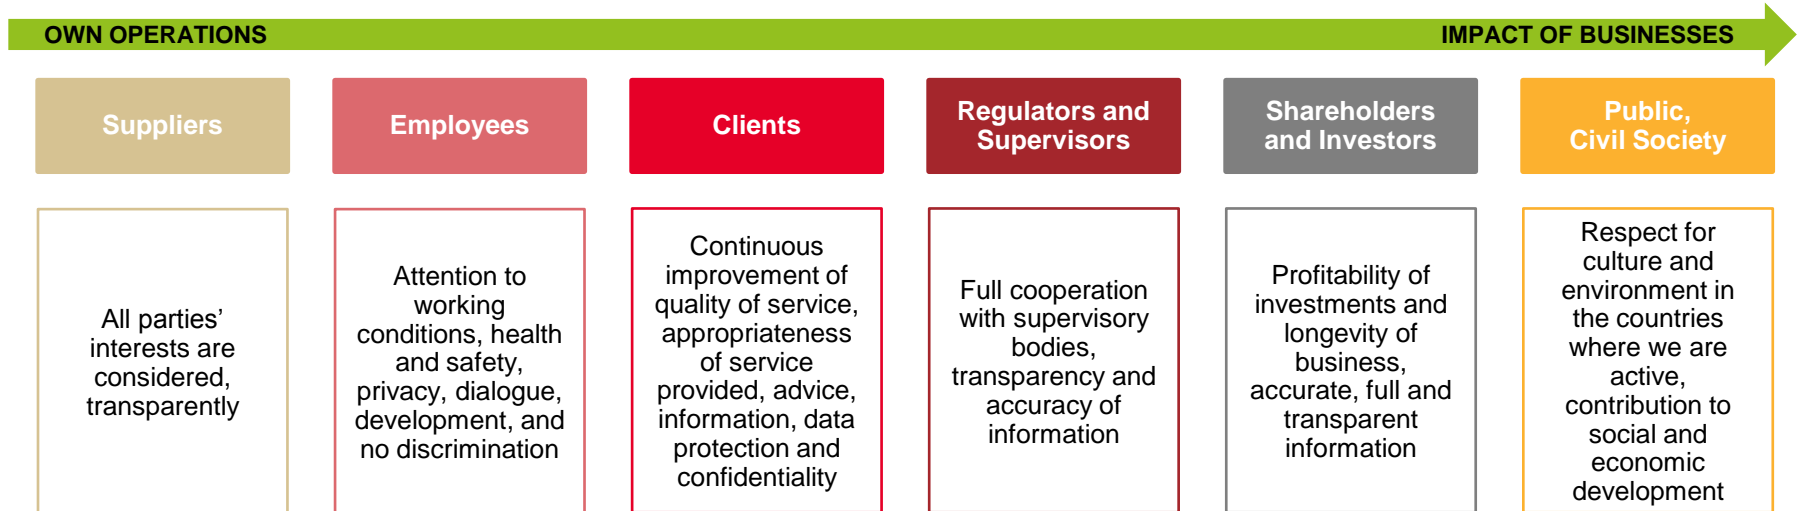 OWN OPERATIONS
IMPACT OF BUSINESSES
Suppliers
Employees
Clients
Regulators and
Supervisors
Shareholders
and Investors
Public,
Civil Society
All parties’
interests are
considered,
transparently
Attention to
working
conditions, health
and safety,
privacy, dialogue,
development, and
no discrimination
Continuous
improvement of
quality of service,
appropriateness
of service
provided, advice,
information, data
protection and
confidentiality
Full cooperation
with supervisory
bodies,
transparency and
accuracy of
information
Profitability of
investments and
longevity of
business,
accurate, full and
transparent
information
Respect for
culture and
environment in
the countries
where we are
active,
contribution to
social and
economic
development